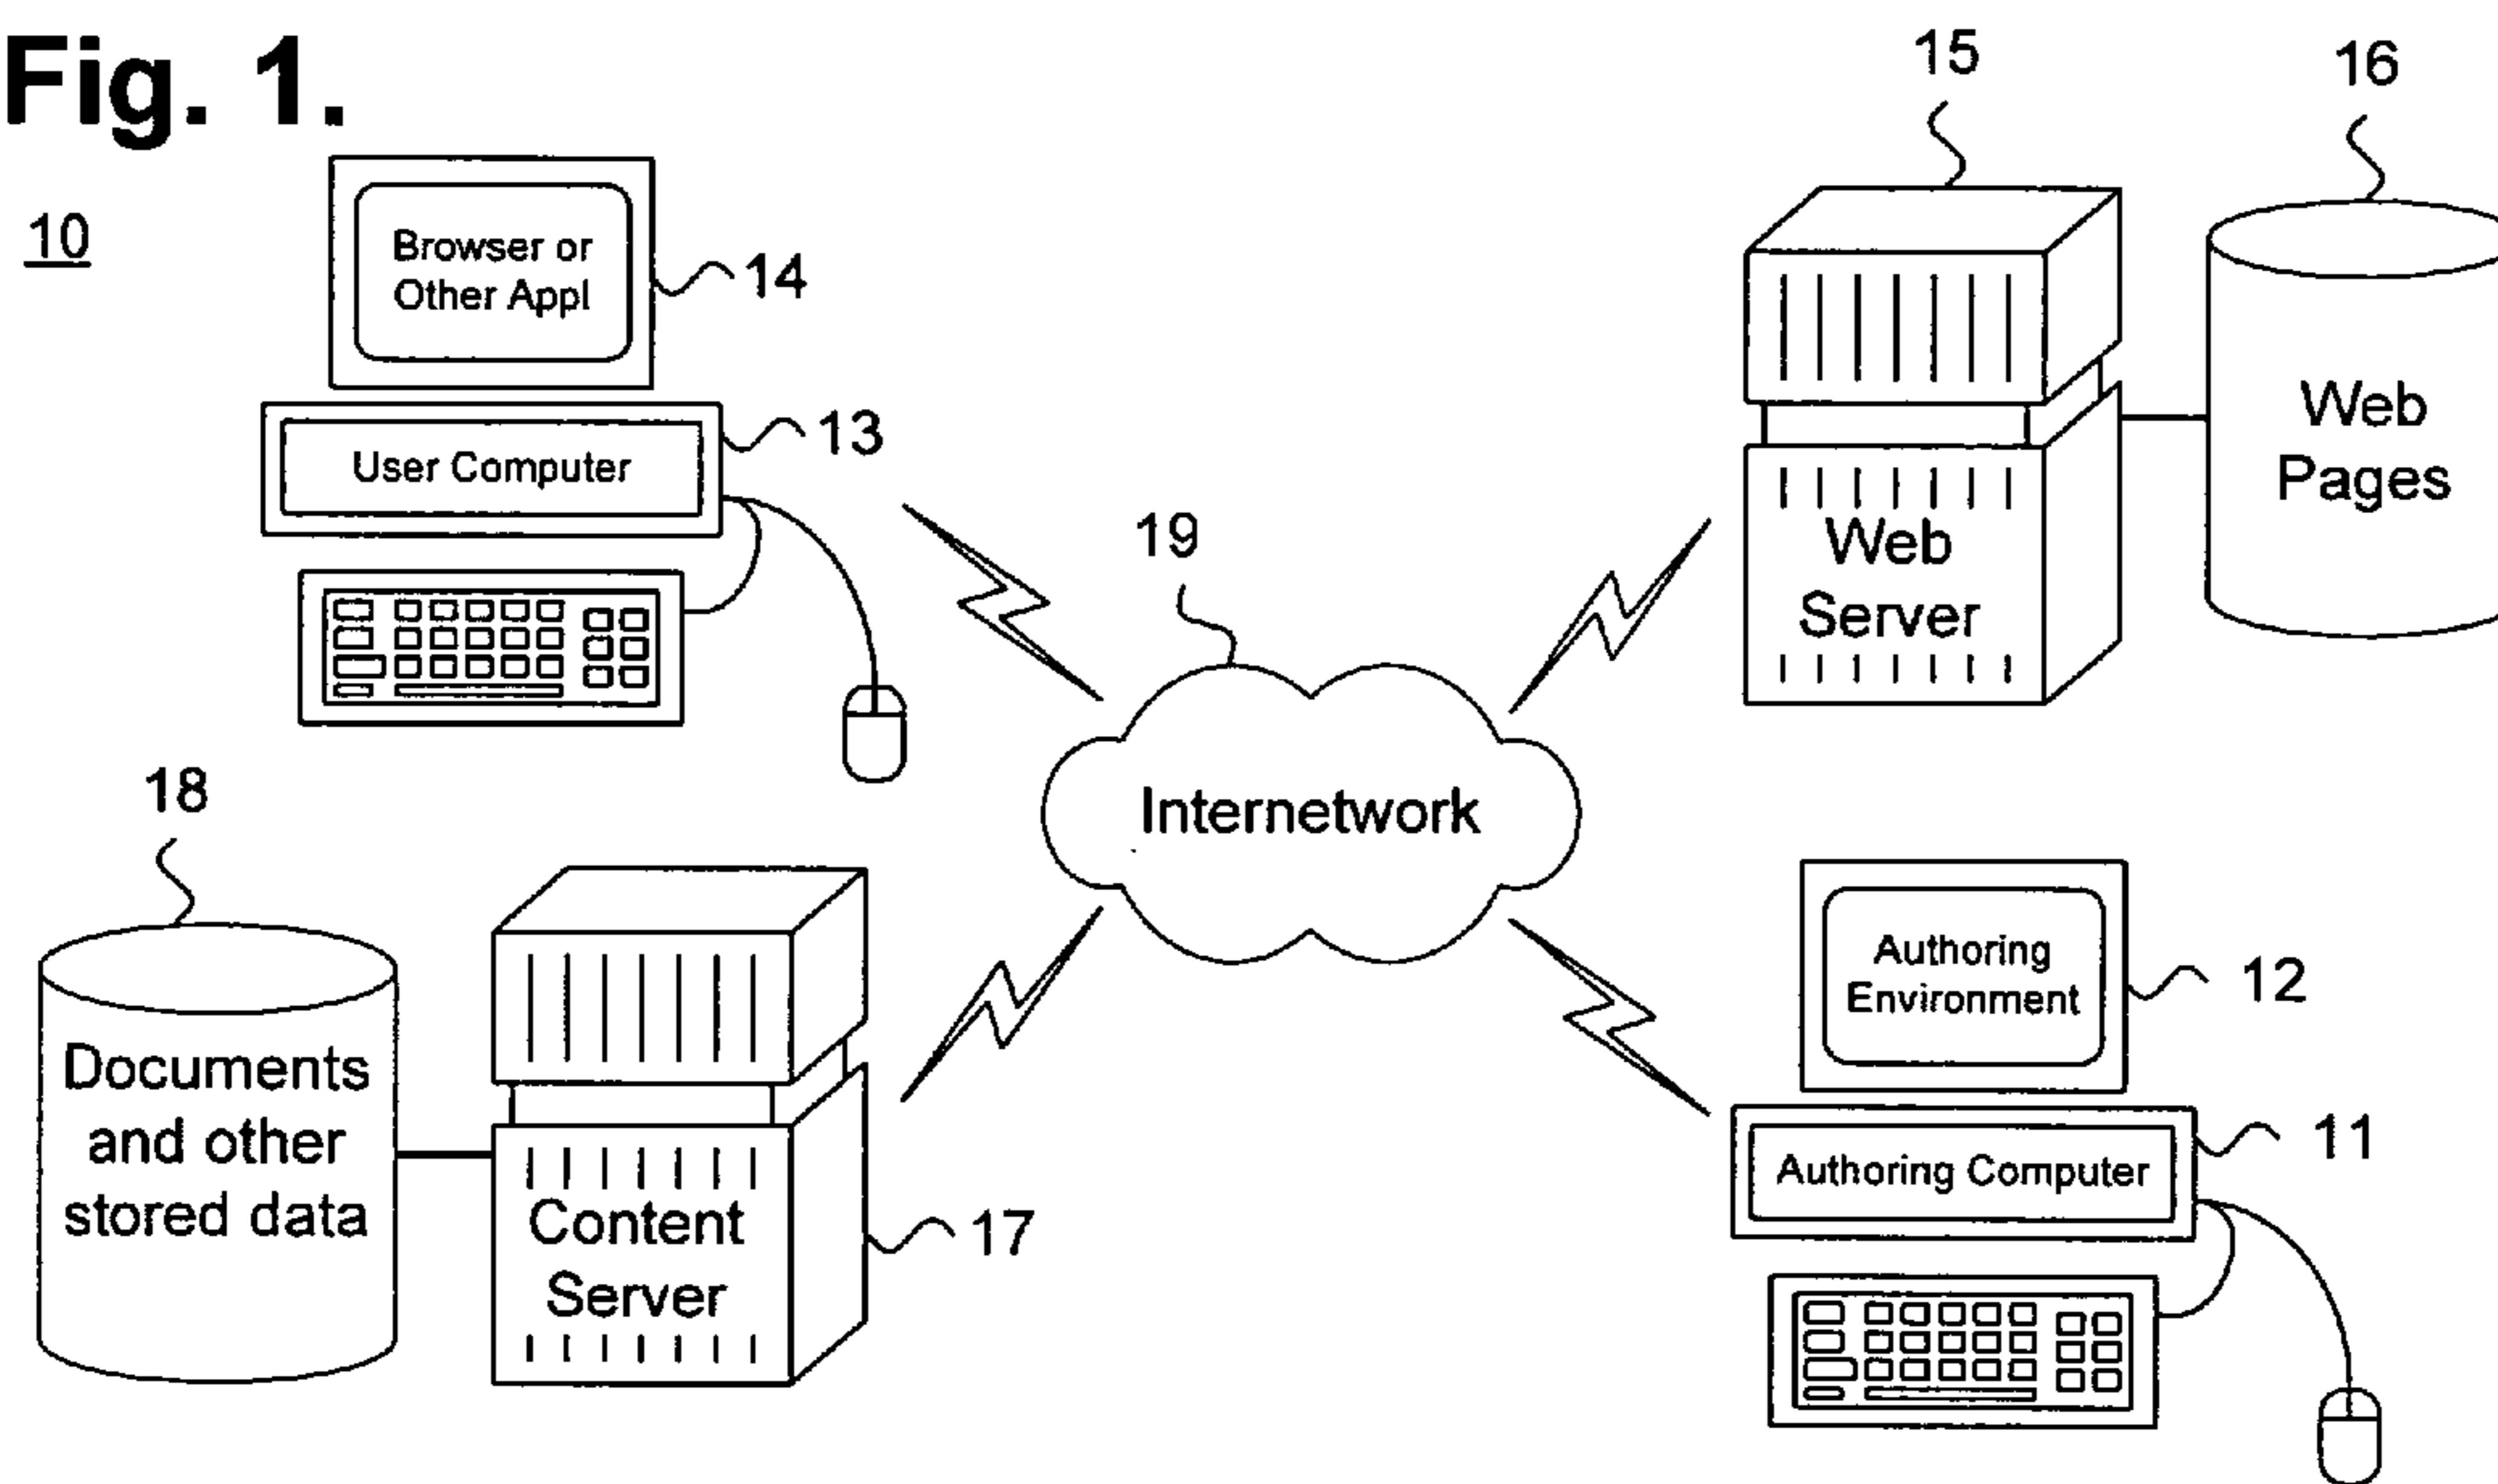 Fig. 1.
10
Browser or
Other Appl
14
User Computer
13
15
16
Web
Server
Web
Pages
19
Internetwork
18
Documents
and other
stored data
Content
Server
17
Authoring
Environment
12
Authoring Computer
11